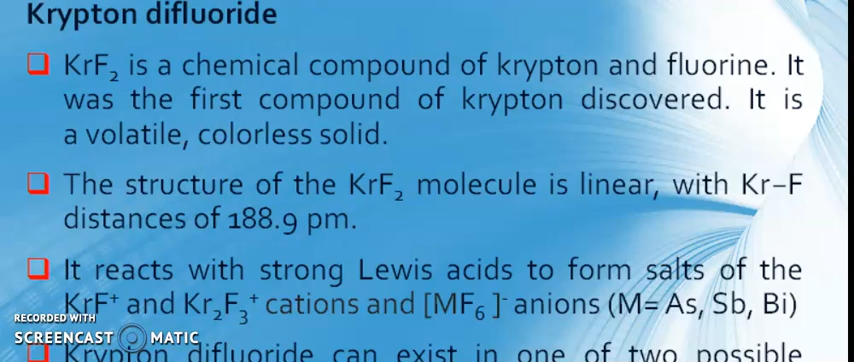 Krypton difluoride
KrF₂ is a chemical compound of krypton and fluorine. It
was the first compound of krypton discovered. It is
a volatile, colorless solid.
The structure of the KrF₂ molecule is linear, with Kr−F
distances of 188.9 pm.
It reacts with strong Lewis acids to form salts of the
KrF⁺ and Kr₂F₃⁺ cations and [MF₆ ]⁻ anions (M= As, Sb, Bi)
RECORDED WITH
SCREENCAST MATIC
Krypton difluoride can exist in one of two possible